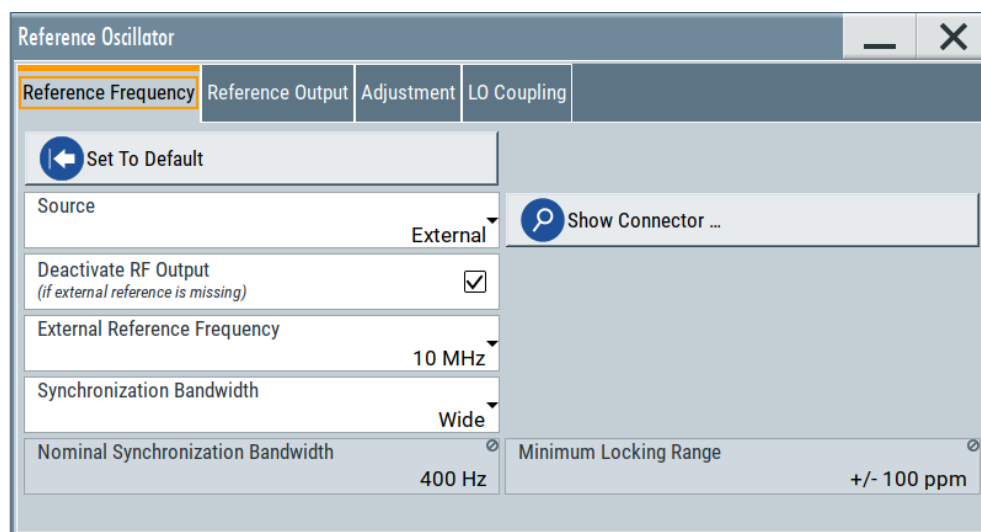 Reference Oscillator
Reference Frequency Reference Output Adjustment LO Coupling
Set To Default
Source
External
Show Connector ...
Deactivate RF Output
(if external reference is missing)
External Reference Frequency
10 MHz
Synchronization Bandwidth
Wide
Nominal Synchronization Bandwidth
400 Hz
Minimum Locking Range
+/- 100 ppm